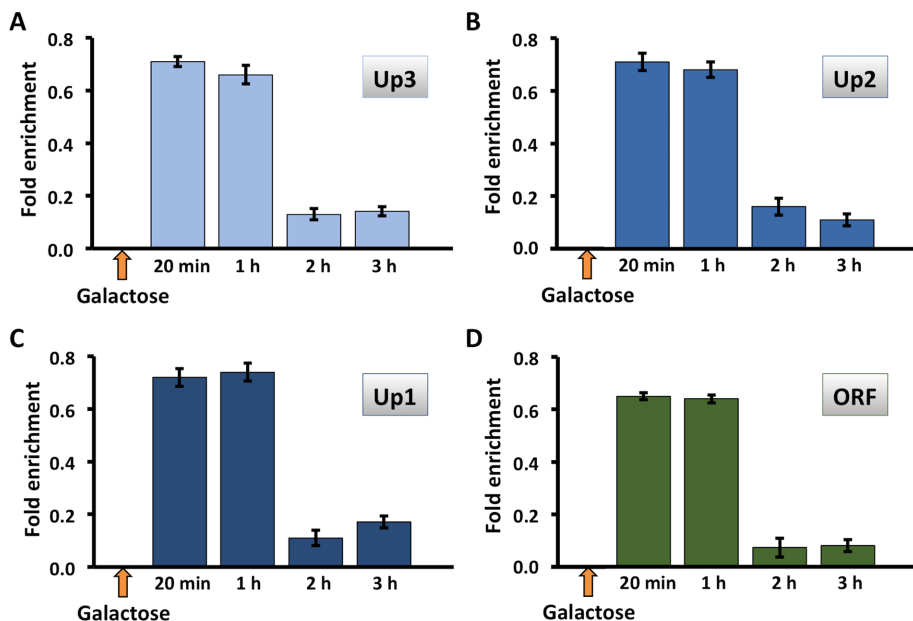 A
Fold enrichment
0.8
0.6
0.4
0.2
0.0
Up3
20 min 1 h 2 h 3 h
Galactose
B
Fold enrichment
0.8
0.6
0.4
0.2
0.0
Up2
20 min 1 h 2 h 3 h
Galactose
C
Fold enrichment
0.8
0.6
0.4
0.2
0.0
Up1
20 min 1 h 2 h 3 h
Galactose
D
Fold enrichment
0.8
0.6
0.4
0.2
0.0
ORF
20 min 1 h 2 h 3 h
Galactose